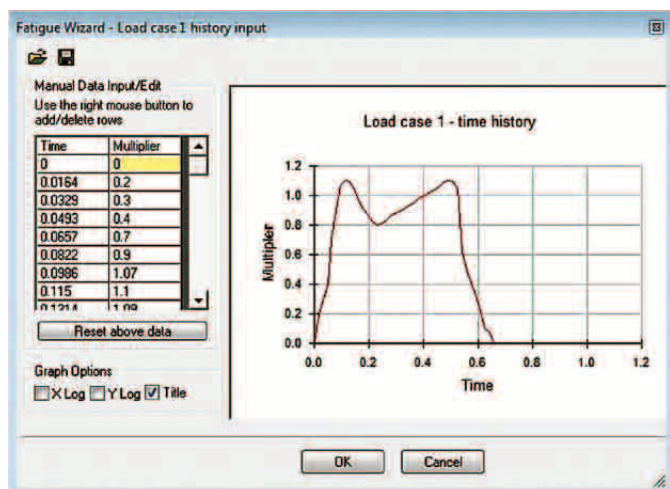 Fatigue Wizard - Load case 1 history input
Manual Data Input/Edit
Use the right mouse button to
add/delete rows
Time Multiplier
0 0
0.0164 0.2
0.0329 0.3
0.0493 0.4
0.0657 0.7
0.0822 0.9
0.0986 1.07
0.115 1.1
0.1314 1.09
Reset above data
Graph Options
X Log Y Log Title
Load case 1 - time history
Multipler
1.2
1.0
0.8
0.6
0.4
0.2
0.0
0.0 0.2 0.4 0.6 0.8 1.0 1.2
Time
OK Cancel